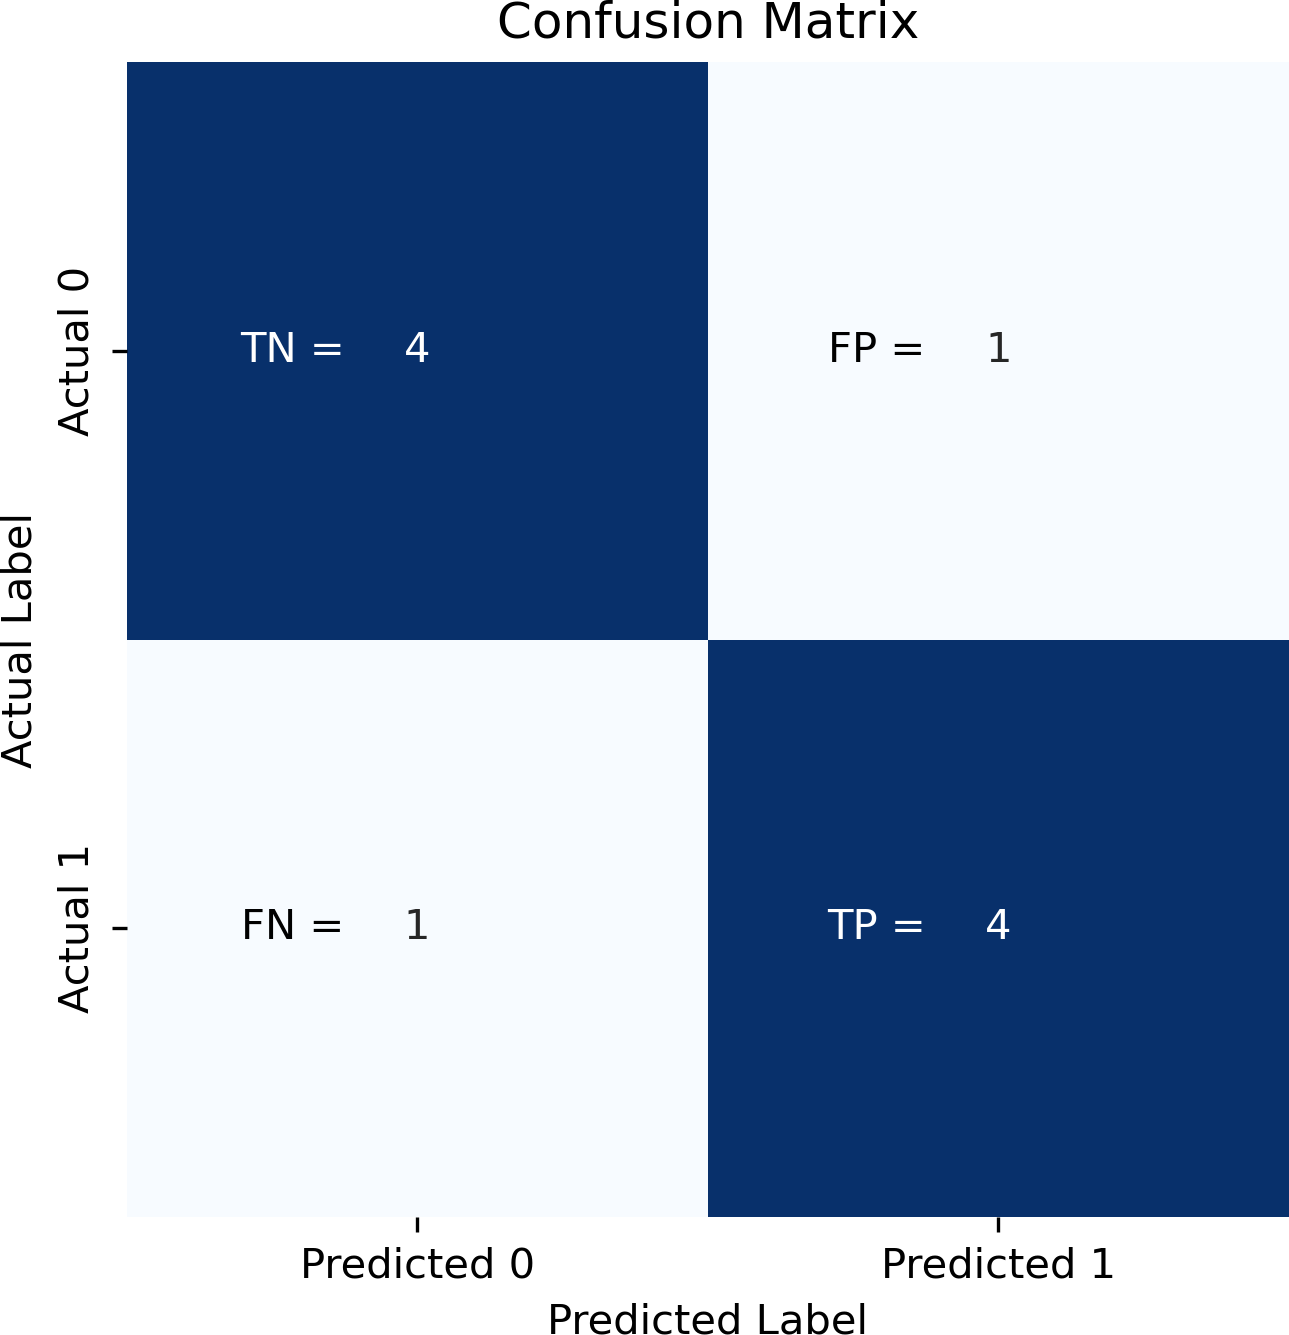 Confusion Matrix
Actual Label
Actual 0
TN = 4
FP = 1
Actual 1
FN = 1
TP = 4
Predicted 0
Predicted 1
Predicted Label